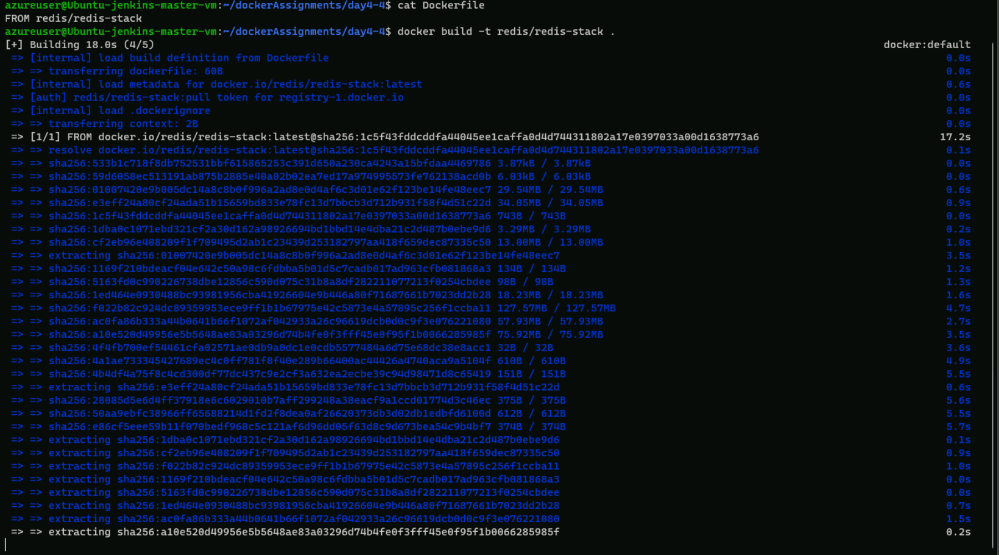 azureuser@Ubuntu-jenkins-master-vm:~/dockerAssignments/day4-4$ cat Dockerfile
FROM redis/redis-stack
azureuser@Ubuntu-jenkins-master-vm:~/dockerAssignments/day4-4$ docker build -t redis/redis-stack .
[+] Building 18.0s (4/5) docker:default
=> [internal] load build definition from Dockerfile 0.0s
=> => transferring dockerfile: 60B 0.0s
=> [internal] load metadata for docker.io/redis/redis-stack:latest 0.6s
=> [auth] redis/redis-stack:pull token for registry-1.docker.io 0.0s
=> [internal] load .dockerignore 0.0s
=> => transferring context: 2B 0.0s
=> [1/1] FROM docker.io/redis/redis-stack:latest@sha256:1c5f43fddcddfa44045ee1caffa0d4d744311802a17e0397033a00d1638773a6 17.2s
=> => resolve docker.io/redis/redis-stack:latest@sha256:1c5f43fddcddfa44045ee1caffa0d4d744311802a17e0397033a00d1638773a6 0.1s
=> => sha256:533b1c718f8db752531bbf615865253c391d650a230ca4243a15bfdaa4469786 3.87kB / 3.87kB 0.0s
=> => sha256:59d6058ec513191ab875b2885e40a02b02ea7ed17a974995573fe762138acd0b 6.03kB / 6.03kB 0.0s
=> => sha256:01007420e9b005dc14a8c8b0f996a2ad8e0d4af6c3d01e62f123be14fe48eec7 29.54MB / 29.54MB 0.6s
=> => sha256:e3eff24a80cf24ada51b15659bd833e78fc13d7bbcb3d712b931f58f4d51c22d 34.05MB / 34.05MB 0.9s
=> => sha256:1c5f43fddcddfa44045ee1caffa0d4d744311802a17e0397033a00d1638773a6 743B / 743B 0.0s
=> => sha256:1dba0c1071ebd321cf2a30d162a98926694bd1bbd14e4dba21c2d487b0ebe9d6 3.29MB / 3.29MB 0.2s
=> => sha256:cf2eb96e408209f1f709495d2ab1c23439d253182797aa418f659dec87335c50 13.00MB / 13.00MB 1.0s
=> => extracting sha256:01007420e9b005dc14a8c8b0f996a2ad8e0d4af6c3d01e62f123be14fe48eec7 3.5s
=> => sha256:1169f210bdeacf04e642c50a98c6fdbba5b01d5c7cadb017ad963cfb081868a3 134B / 134B 1.2s
=> => sha256:5163fd0c990226738dbe12856c590d075c31b8a8df282211077213f0254cbdee 98B / 98B 1.3s
=> => sha256:1ed464e0930488bc93981956cba41926604e9b446a80f71687661b7023dd2b28 18.23MB / 18.23MB 1.6s
=> => sha256:f022b82c924dc89359953ece9ff1b1b67975e42c5873e4a57895c256f1ccba11 127.57MB / 127.57MB 4.7s
=> => sha256:ac0fa86b333a44b0641b66f1072af042933a26c96619dcb0d0c9f3e076221080 57.93MB / 57.93MB 2.7s
=> => sha256:a10e520d49956e5b5648ae83a03296d74b4fe0f3fff45e0f95f1b0066285985f 75.92MB / 75.92MB 3.5s
=> => sha256:4f4fb700ef54461cfa02571ae0db9a0dc1e0cdb5577484a6d75e68dc38e8acc1 32B / 32B 3.6s
=> => sha256:4a1ae733345427689ec4c0ff781f8f40e289b66400ac44426a4740aca9a5104f 610B / 610B 4.9s
=> => sha256:4b4df4a75f8c4cd300df77dc437c9e2cf3a632ea2ecbe39c94d98471d8c65419 151B / 151B 5.5s
=> => extracting sha256:e3eff24a80cf24ada51b15659bd833e78fc13d7bbcb3d712b931f58f4d51c22d 0.6s
=> => sha256:28085d5e6d4ff37918e6c6029010b7aff299248a38eacf9a1ccd01774d3c46ec 375B / 375B 5.6s
=> => sha256:50aa9ebfc38966ff65688214d1fd2f8dea0af26620373db3d02db1edbfd6100d 612B / 612B 5.5s
=> => sha256:e86cf5eee59b11f070bedf968c5c121af6d96dd05f63d8c9d673bea54c9b4bf7 374B / 374B 5.7s
=> => extracting sha256:1dba0c1071ebd321cf2a30d162a98926694bd1bbd14e4dba21c2d487b0ebe9d6 0.1s
=> => extracting sha256:cf2eb96e408209f1f709495d2ab1c23439d253182797aa418f659dec87335c50 0.9s
=> => extracting sha256:f022b82c924dc89359953ece9ff1b1b67975e42c5873e4a57895c256f1ccba11 1.0s
=> => extracting sha256:1169f210bdeacf04e642c50a98c6fdbba5b01d5c7cadb017ad963cfb081868a3 0.0s
=> => extracting sha256:5163fd0c990226738dbe12856c590d075c31b8a8df282211077213f0254cbdee 0.0s
=> => extracting sha256:1ed464e0930488bc93981956cba41926604e9b446a80f71687661b7023dd2b28 0.7s
=> => extracting sha256:ac0fa86b333a44b0641b66f1072af042933a26c96619dcb0d0c9f3e076221080 1.5s
=> => extracting sha256:a10e520d49956e5b5648ae83a03296d74b4fe0f3fff45e0f95f1b0066285985f 0.2s